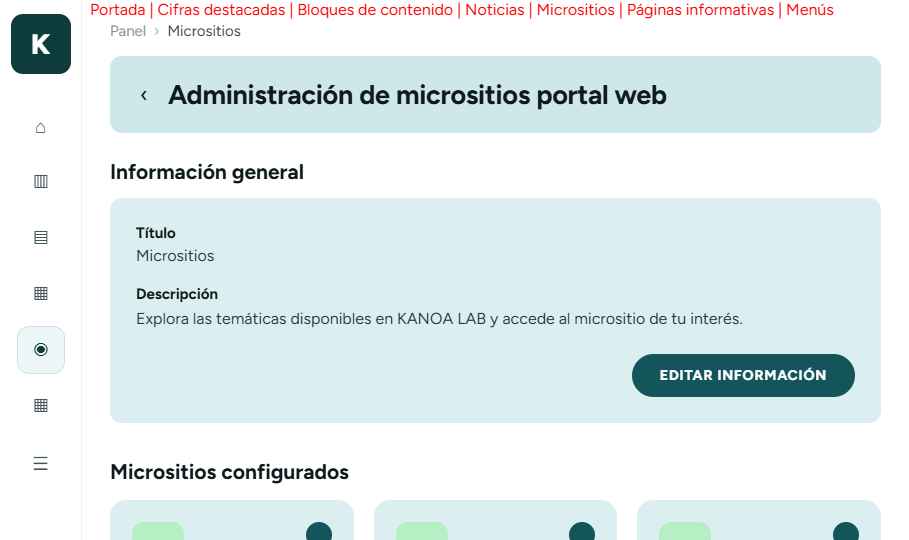 Portada | Cifras destacadas | Bloques de contenido | Noticias | Micrositios | Páginas informativas | Menús
K
Panel › Micrositios
‹ Administración de micrositios portal web
Información general
Título
Micrositios
Descripción
Explora las temáticas disponibles en KANOA LAB y accede al micrositio de tu interés.
EDITAR INFORMACIÓN
Micrositios configurados